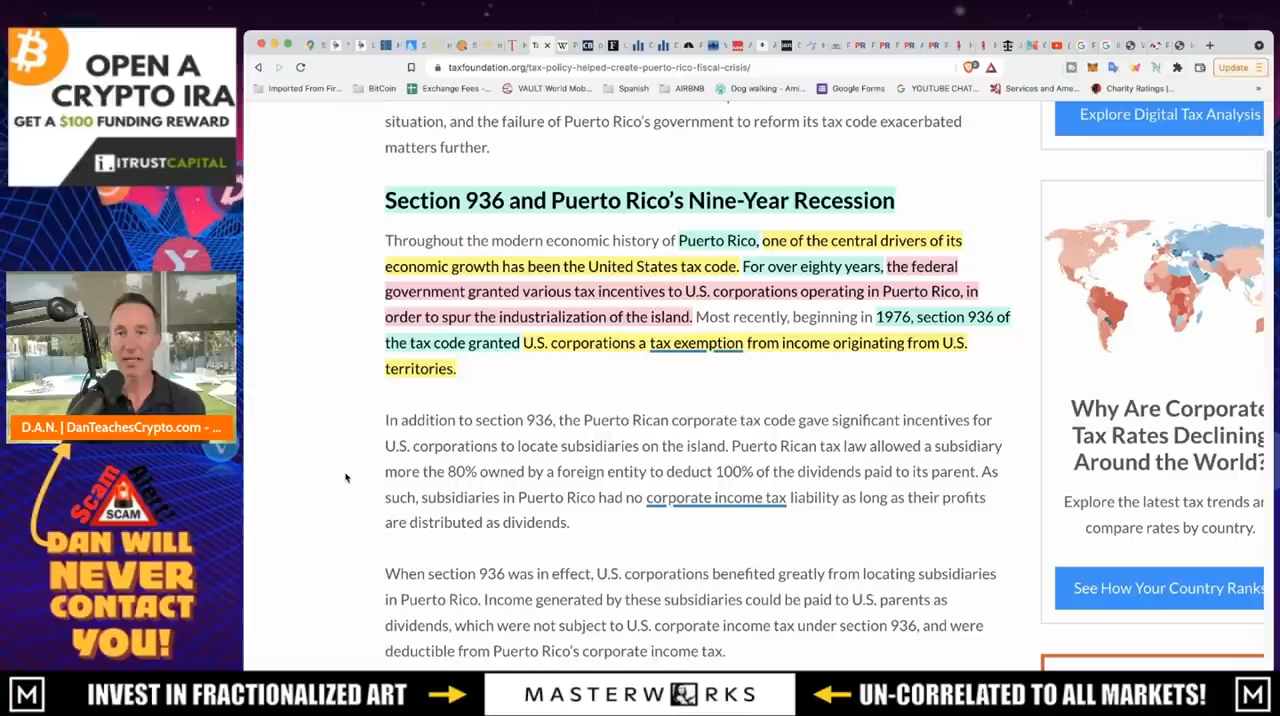 OPEN A
CRYPTO IRA
GET A $100 FUNDING REWARD
iTRUSTCAPITAL
D.A.N. | DanTeachesCrypto.com - ...
Scam Alert!
SCAM
DAN WILL
NEVER
CONTACT
YOU!
taxfoundation.org/tax-policy-helped-create-puerto-rico-fiscal-crisis/
Update
Imported From Fir...
BitCoin
Exchange Fee -...
VAULT World Mob...
Spanish
AIRBNB
Dog walking - Ami...
Google Forms
YOUTUBE CHAT...
Services and Ame...
Charity Ratings |...
situation, and the failure of Puerto Rico's government to reform its tax code exacerbated
matters further.
Section 936 and Puerto Rico's Nine-Year Recession
Throughout the modern economic history of Puerto Rico, one of the central drivers of its
economic growth has been the United States tax code. For over eighty years, the federal
government granted various tax incentives to U.S. corporations operating in Puerto Rico, in
order to spur the industrialization of the island. Most recently, beginning in 1976, section 936 of
the tax code granted U.S. corporations a tax exemption from income originating from U.S.
territories.
In addition to section 936, the Puerto Rican corporate tax code gave significant incentives for
U.S. corporations to locate subsidiaries on the island. Puerto Rican tax law allowed a subsidiary
more the 80% owned by a foreign entity to deduct 100% of the dividends paid to its parent. As
such, subsidiaries in Puerto Rico had no corporate income tax liability as long as their profits
are distributed as dividends.
When section 936 was in effect, U.S. corporations benefited greatly from locating subsidiaries
in Puerto Rico. Income generated by these subsidiaries could be paid to U.S. parents as
dividends, which were not subject to U.S. corporate income tax under section 936, and were
deductible from Puerto Rico's corporate income tax.
Explore Digital Tax Analysis
Why Are Corporate
Tax Rates Declining
Around the World?
Explore the latest tax trends a
compare rates by country.
See How Your Country Ranks
M INVEST IN FRACTIONALIZED ART MASTERWORKS UN-CORRELATED TO ALL MARKETS! M